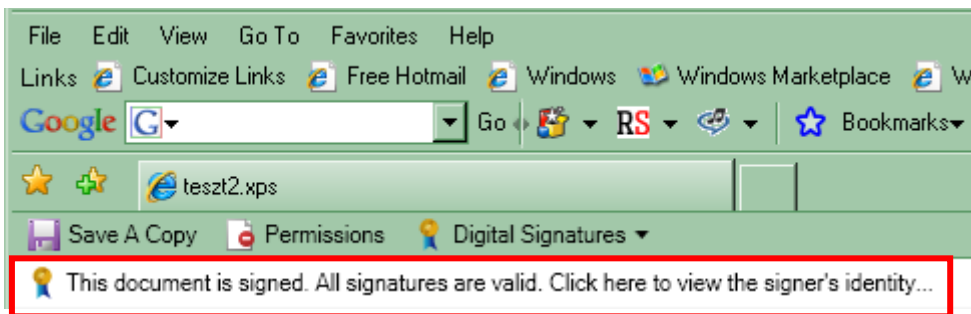 File Edit View Go To Favorites Help
Links Customize Links Free Hotmail Windows Windows Marketplace W
Google G Go RS Bookmarks
teszt2.xps
Save A Copy Permissions Digital Signatures
This document is signed. All signatures are valid. Click here to view the signer's identity...